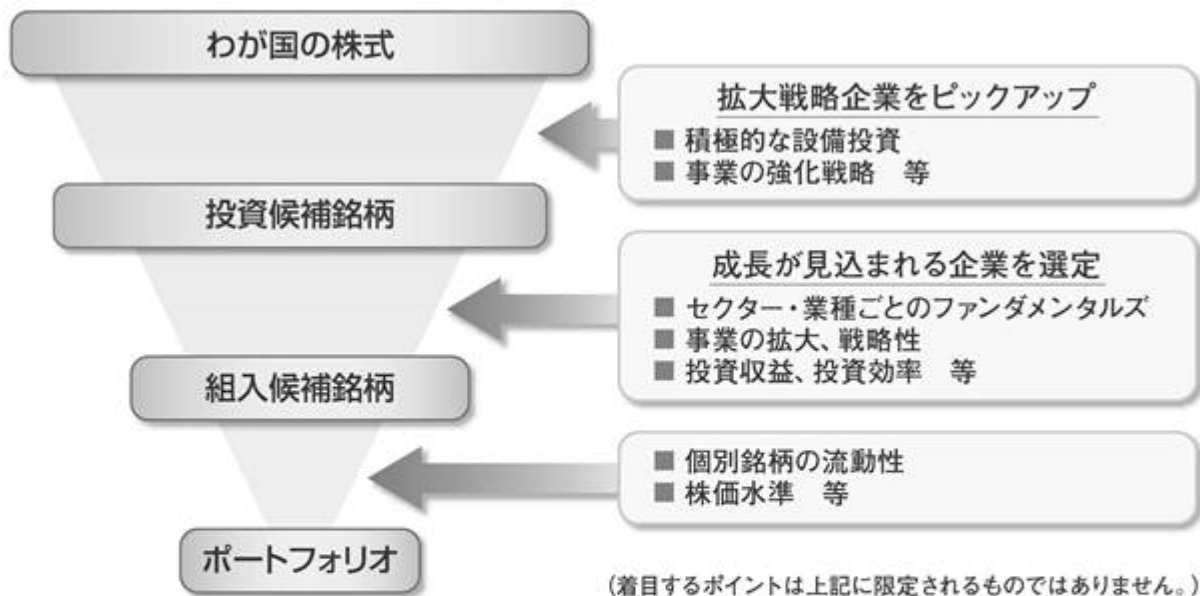 わが国の株式
拡大戦略企業をピックアップ
■ 積極的な設備投資
■ 事業の強化戦略　等
投資候補銘柄
成長が見込まれる企業を選定
■ セクター・業種ごとのファンダメンタルズ
■ 事業の拡大、戦略性
■ 投資収益、投資効率　等
組入候補銘柄
■ 個別銘柄の流動性
■ 株価水準　等
ポートフォリオ
(着目するポイントは上記に限定されるものではありません。)